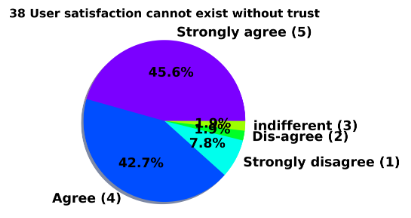 38 User satisfaction cannot exist without trust
Strongly agree (5)
45.6%
1.9%
indifferent (3)
1.9%
Dis-agree (2)
7.8%
Strongly disagree (1)
42.7%
Agree (4)